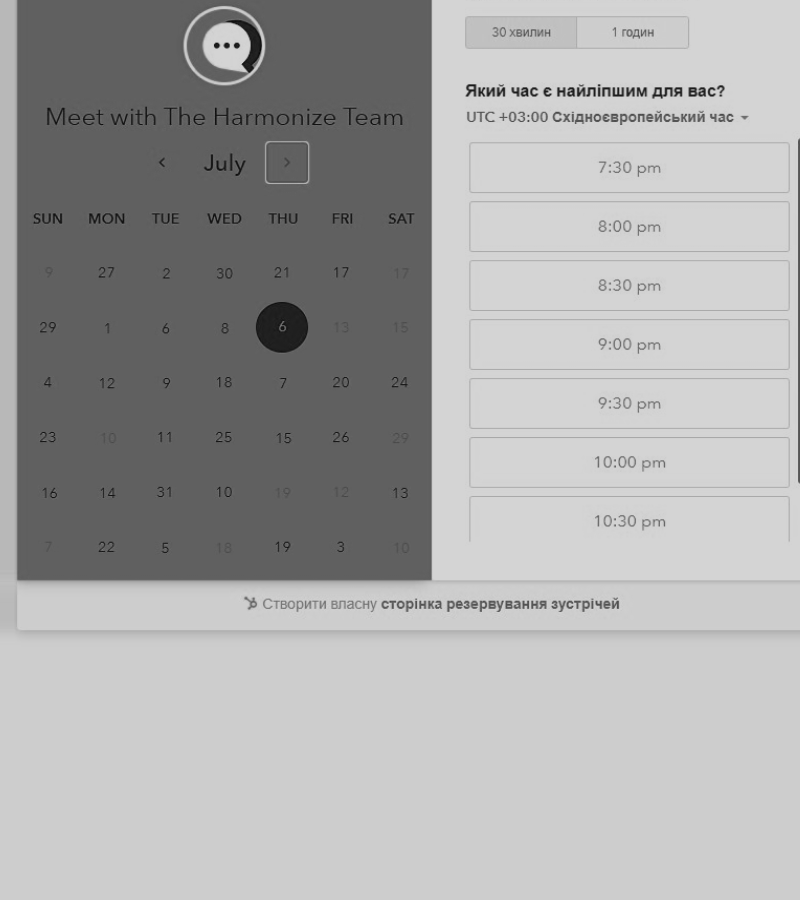 Meet with The Harmonize Team
July
SUN MON TUE WED THU FRI SAT
9 27 2 30 21 17 17
29 1 6 8 6 13 15
4 12 9 18 7 20 24
23 10 11 25 15 26 29
16 14 31 10 19 12 13
7 22 5 18 19 3 10
30 хвилин 1 годин
Який час є найліпшим для вас?
UTC +03:00 Східноєвропейський час
7:30 pm
8:00 pm
8:30 pm
9:00 pm
9:30 pm
10:00 pm
10:30 pm
Створити власну сторінка резервування зустрічей